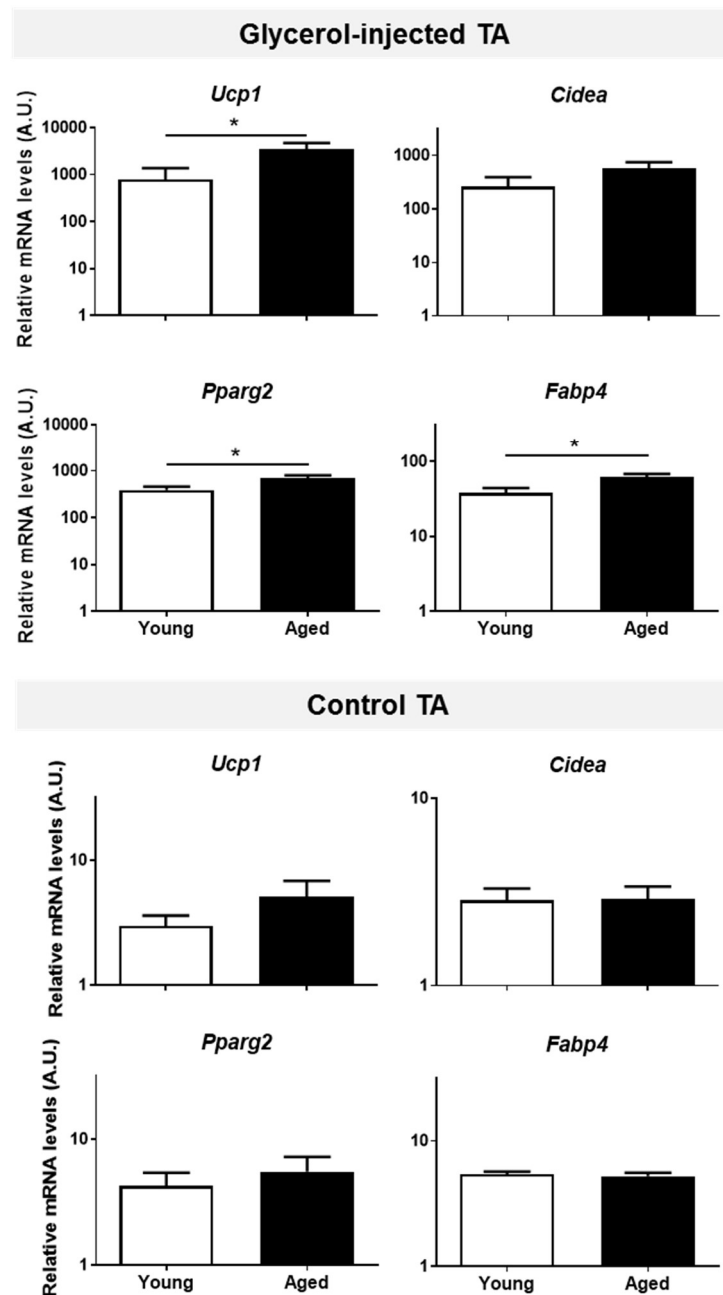 Glycerol-injected TA
Ucp1
Relative mRNA levels (A.U.)
10000
1000
100
10
1
*
Cidea
1000
100
10
1
Pparg2
Relative mRNA levels (A.U.)
10000
1000
100
10
1
*
Young
Aged
Fabp4
100
10
1
*
Young
Aged
Control TA
Ucp1
Relative mRNA levels (A.U.)
10
1
Cidea
10
1
Pparg2
Relative mRNA levels (A.U.)
10
1
Young
Aged
Fabp4
10
1
Young
Aged